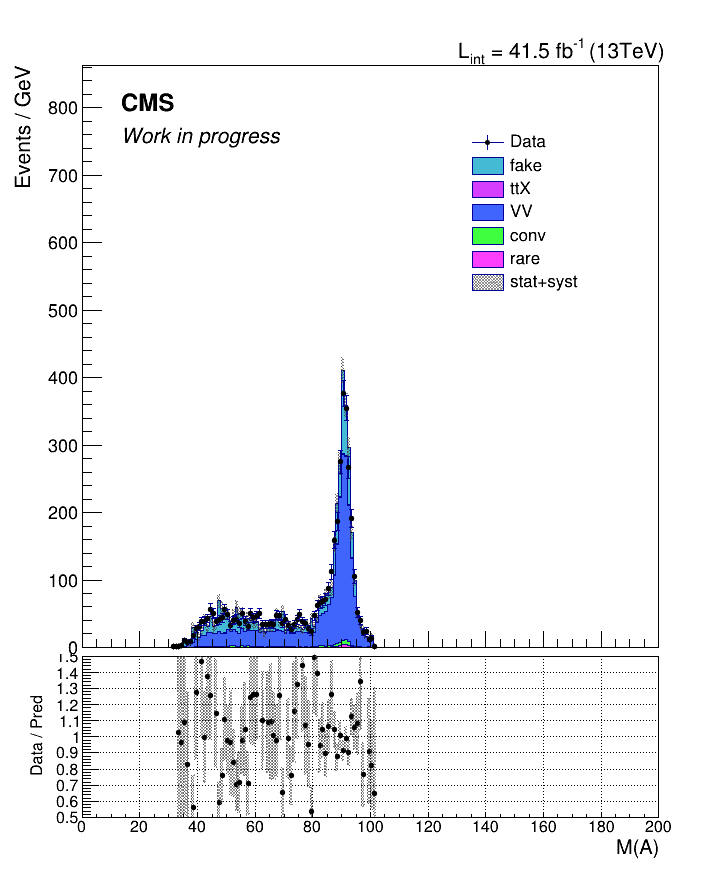 L_int = 41.5 fb^-1 (13TeV)
Events / GeV
CMS
Work in progress
800
700
600
500
400
300
200
100
0
Data
fake
ttX
VV
conv
rare
stat+syst
Data / Pred
1.5
1.4
1.3
1.2
1.1
1
0.9
0.8
0.7
0.6
0.5
0 20 40 60 80 100 120 140 160 180 200
M(A)